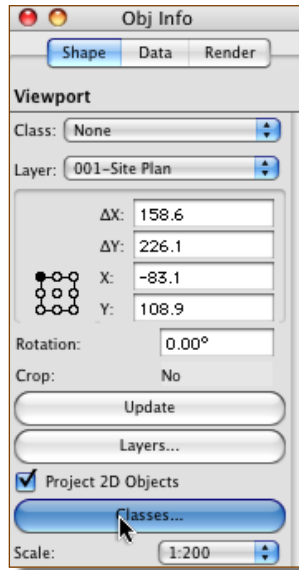 Obj Info
Shape Data Render
Viewport
Class: None
Layer: 001-Site Plan
ΔX: 158.6
ΔY: 226.1
X: -83.1
Y: 108.9
Rotation: 0.00°
Crop: No
Update
Layers...
Project 2D Objects
Classes...
Scale: 1:200